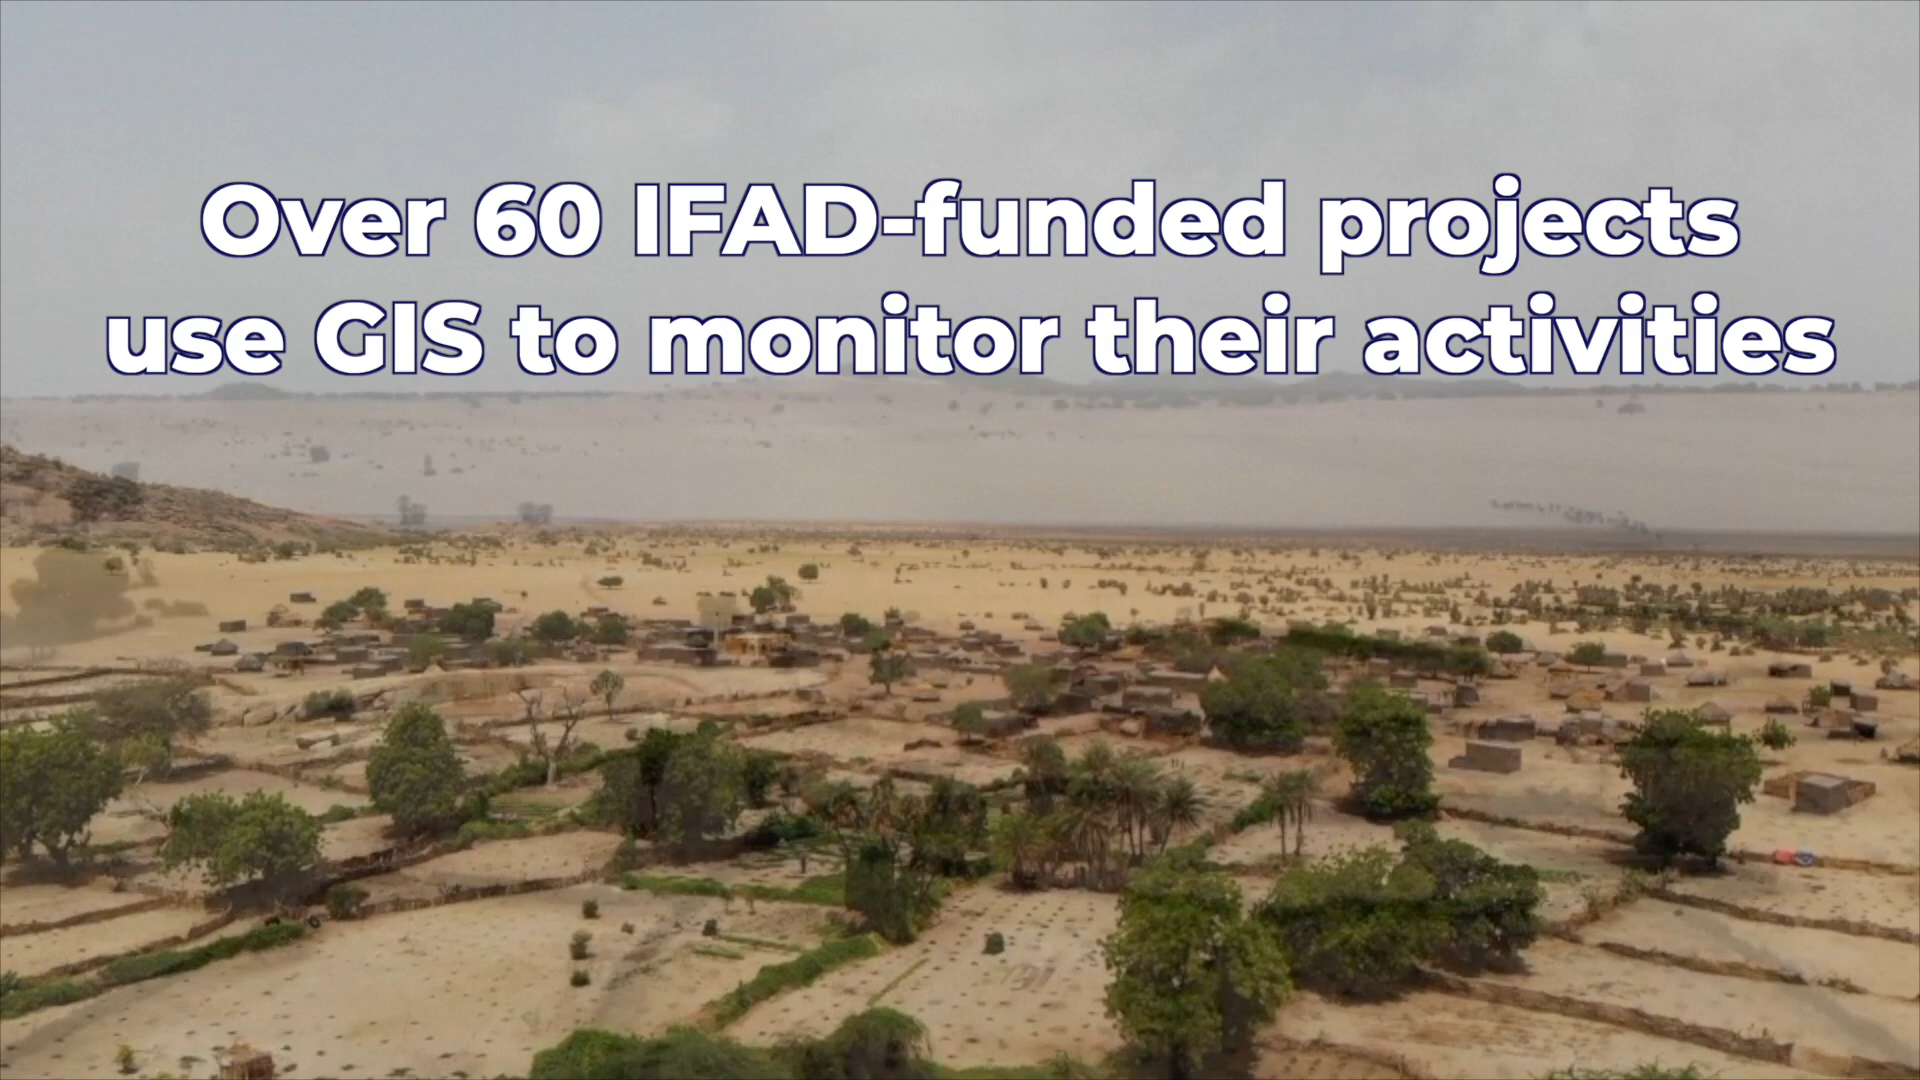 Over 60 IFAD-funded projects
use GIS to monitor their activities